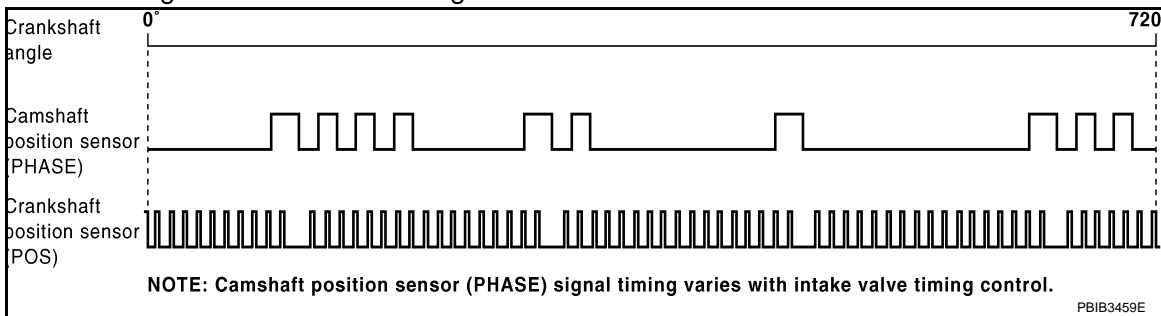 Crankshaft
angle
0°
720
Camshaft
position sensor
(PHASE)
Crankshaft
position sensor
(POS)
NOTE: Camshaft position sensor (PHASE) signal timing varies with intake valve timing control.
PBIB3459E